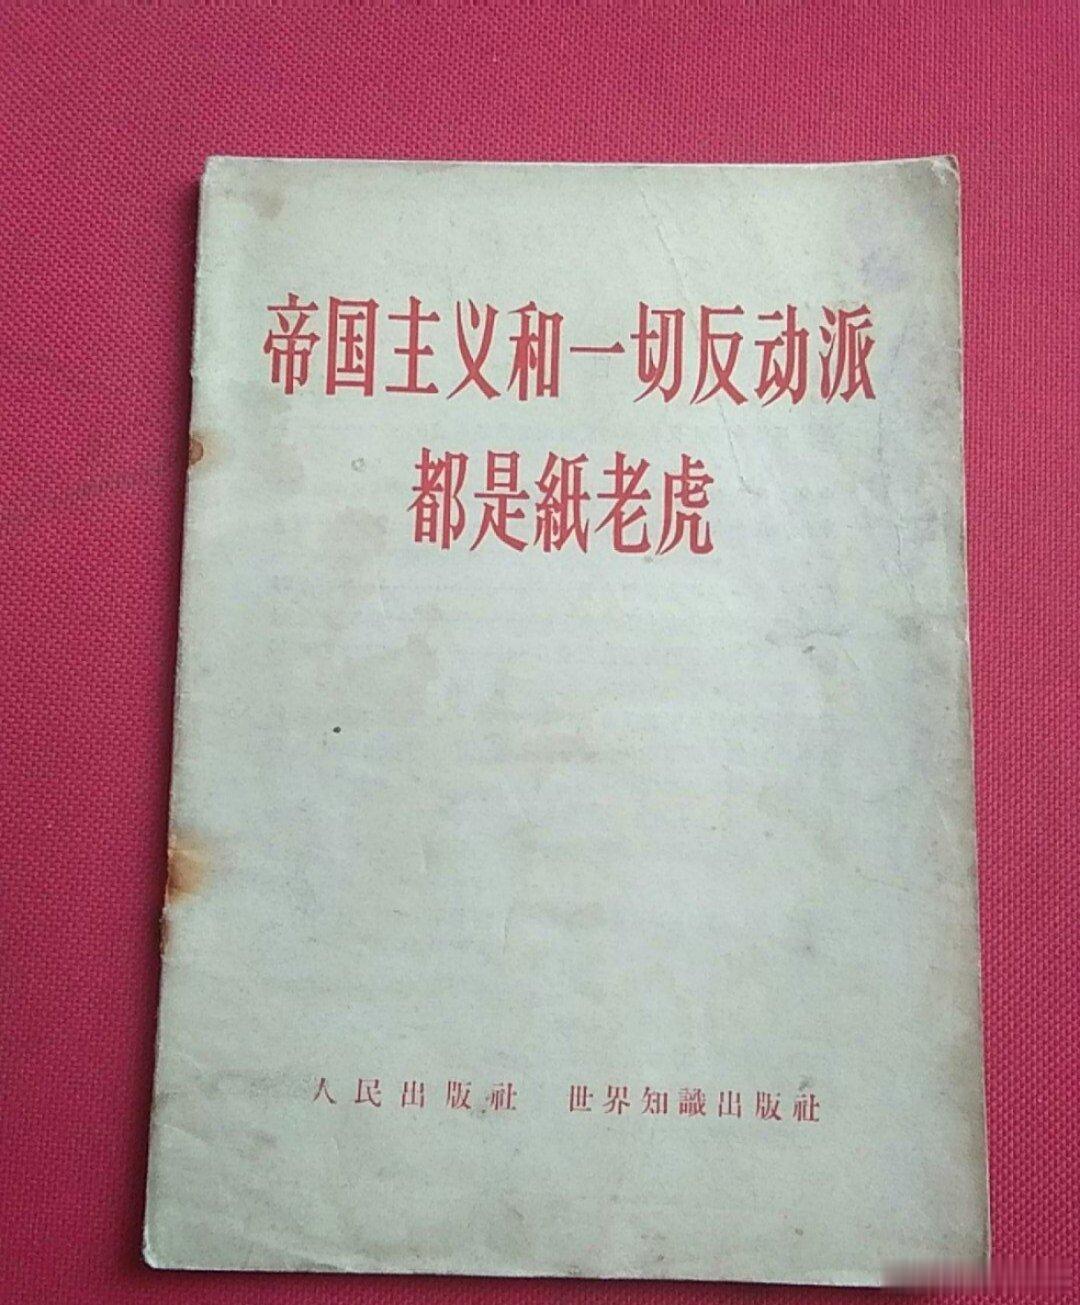 帝国主义和一切反动派
都是紙老虎
人民出版社 世界知識出版社